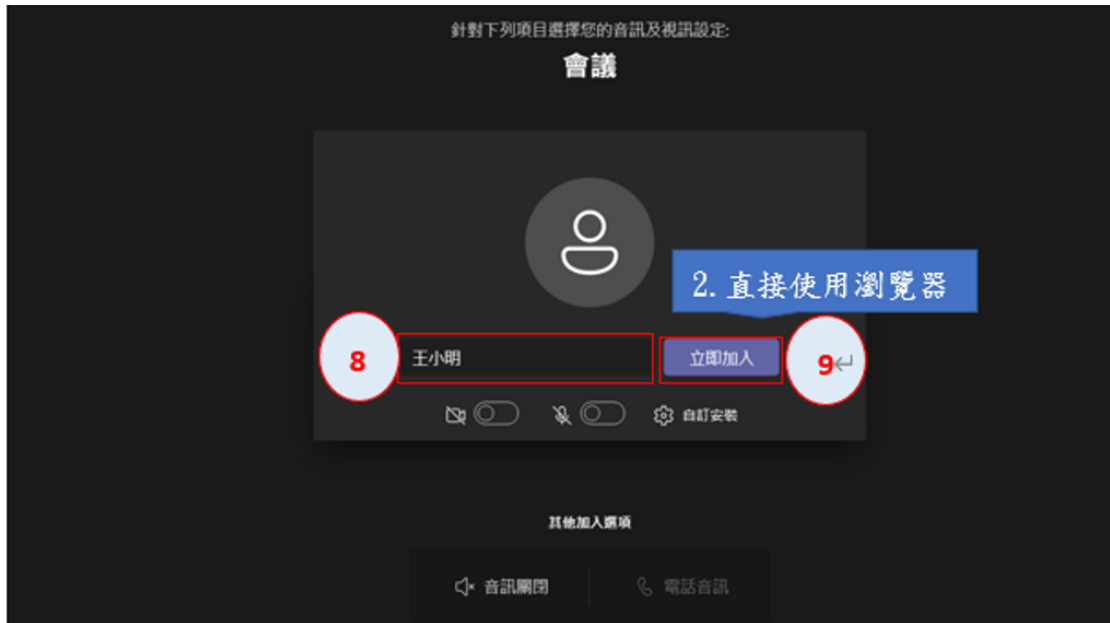 針對下列項目選擇您的音訊及視訊設定:
會議
2. 直接使用瀏覽器
8 王小明 立即加入 9
自訂安裝
其他加入選項
音訊關閉 電話音訊